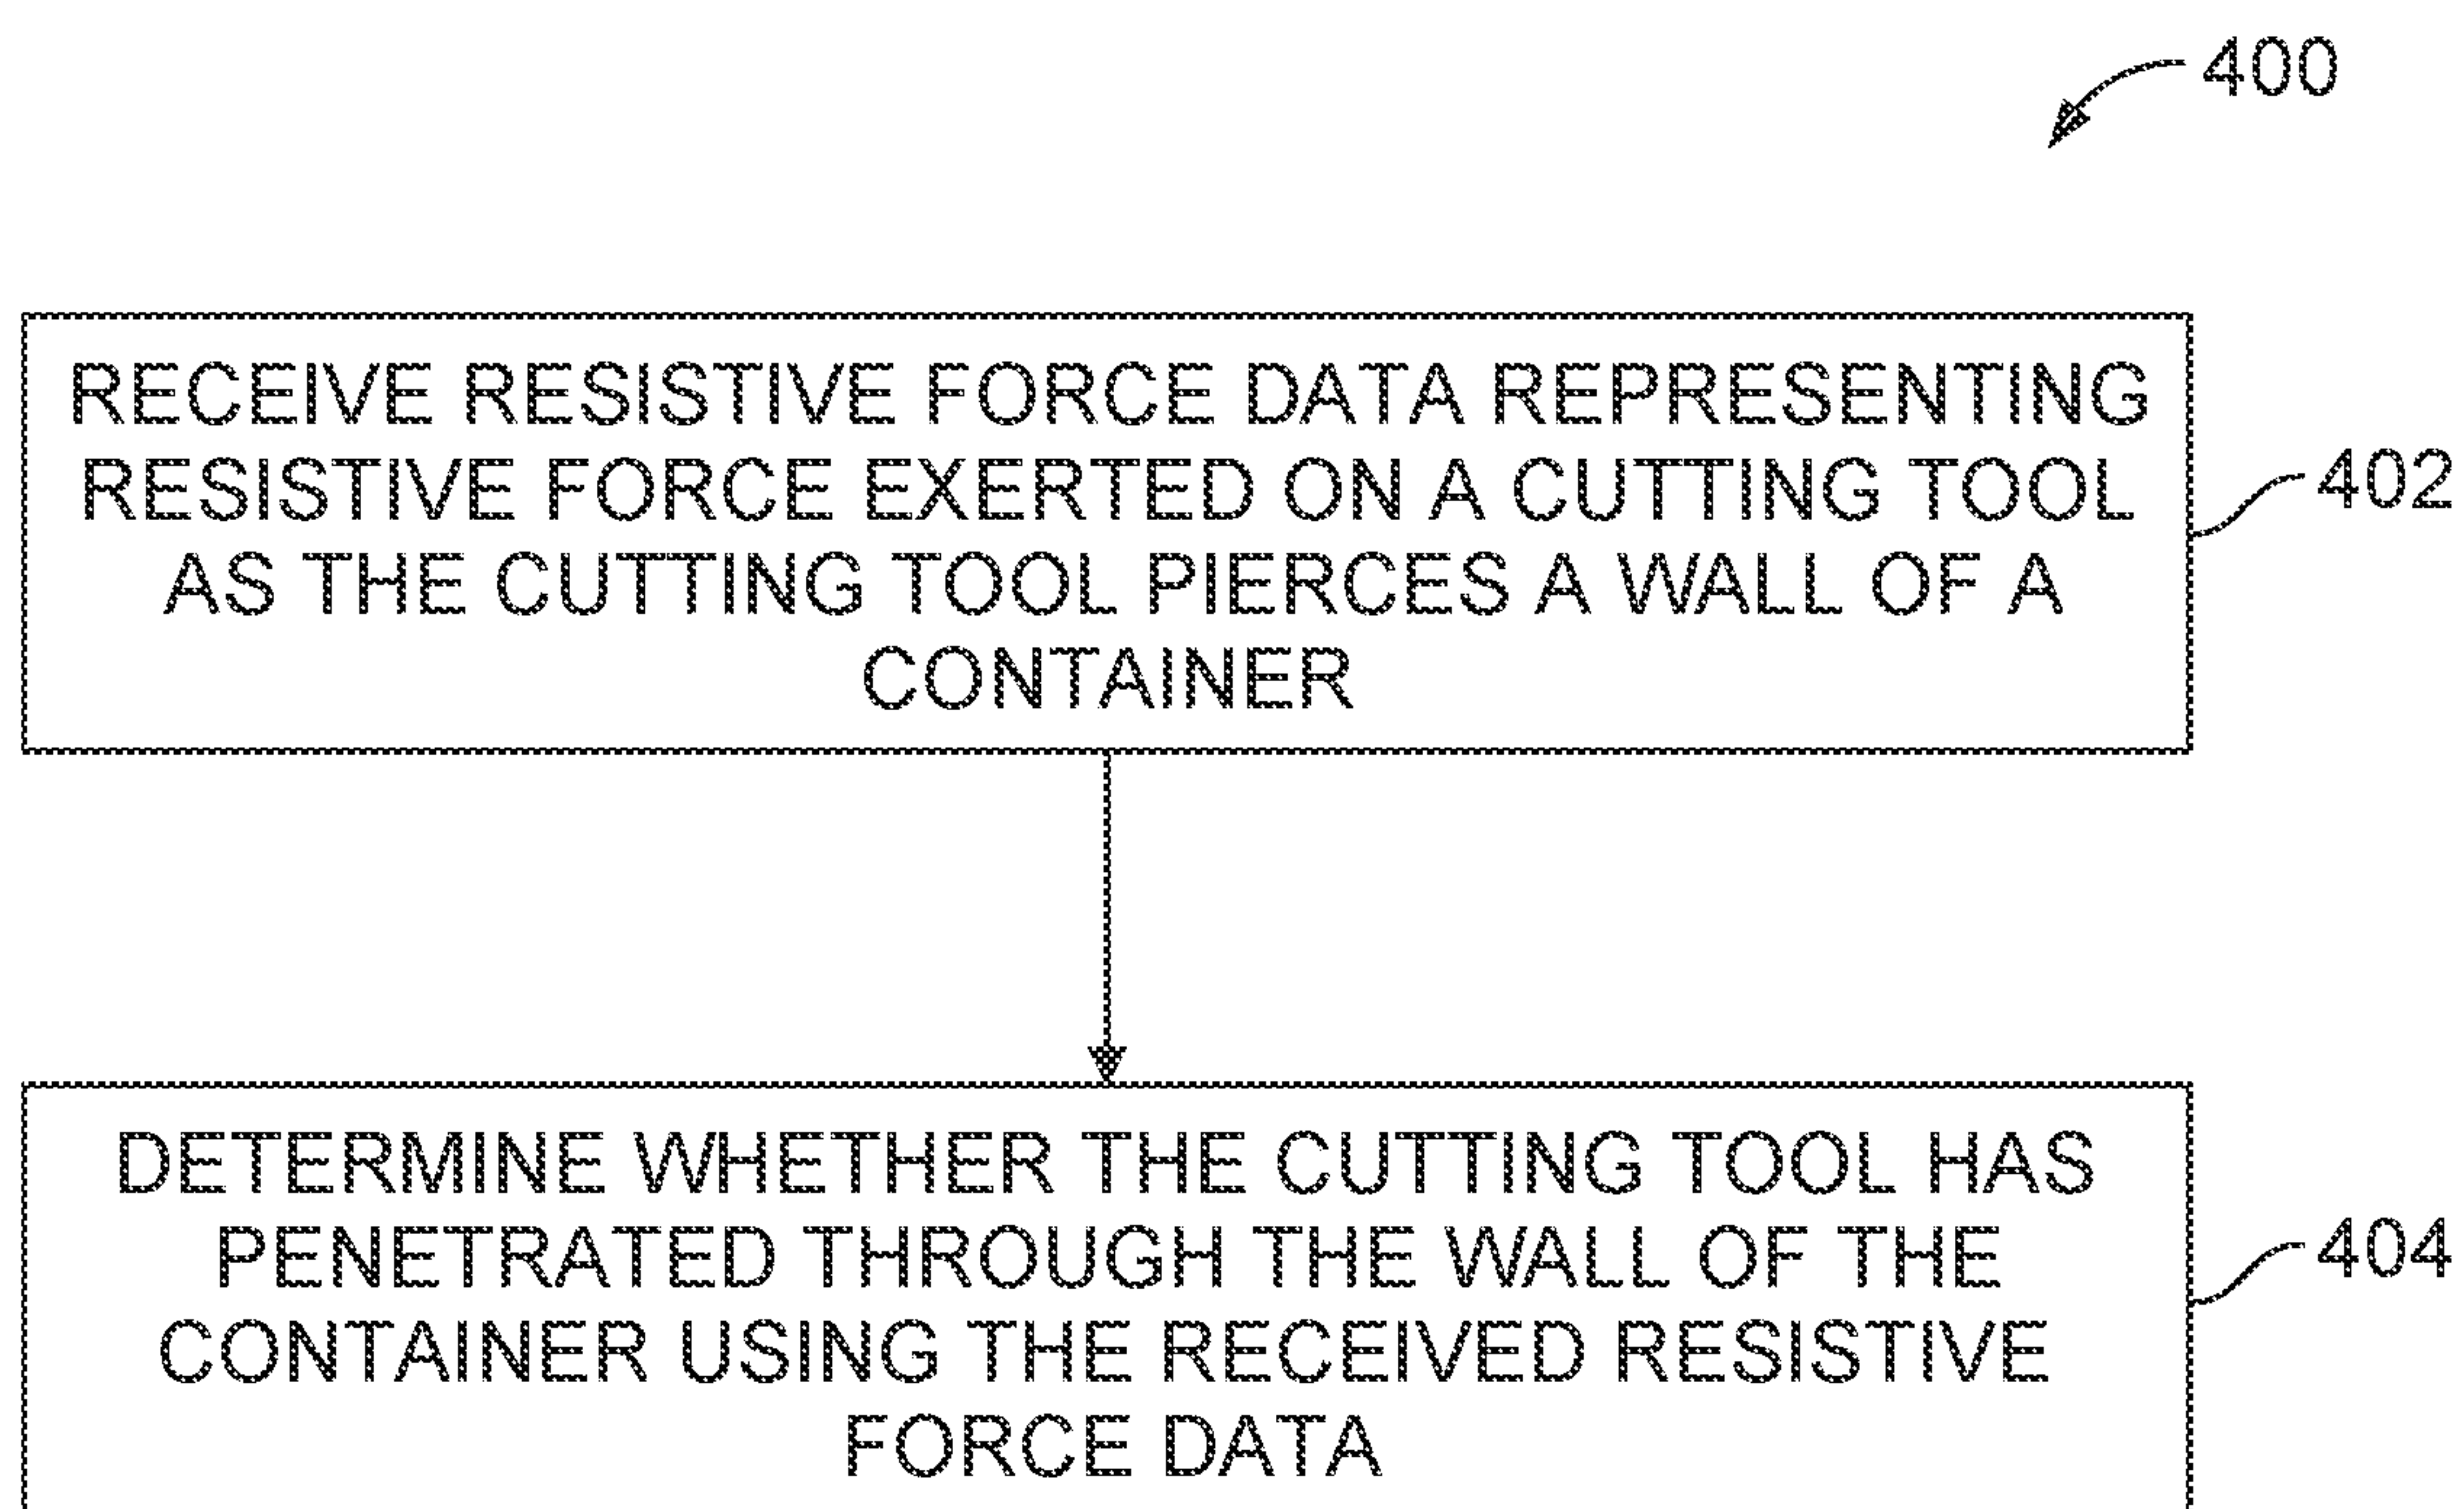 400
RECEIVE RESISTIVE FORCE DATA REPRESENTING
RESISTIVE FORCE EXERTED ON A CUTTING TOOL
AS THE CUTTING TOOL PIERCES A WALL OF A
CONTAINER
402
DETERMINE WHETHER THE CUTTING TOOL HAS
PENETRATED THROUGH THE WALL OF THE
CONTAINER USING THE RECEIVED RESISTIVE
FORCE DATA
404